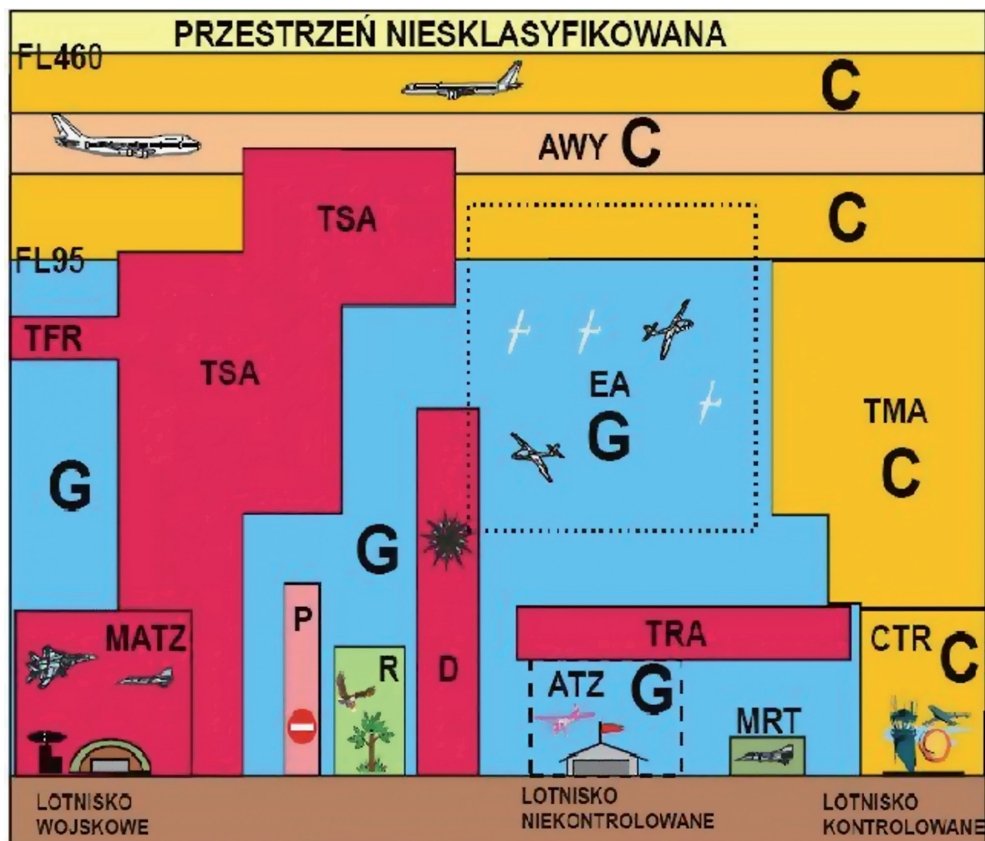 PRZESTRZEŃ NIESKLASYFIKOWANA
FL460
C
AWY C
TSA
C
FL95
TFR
TSA
EA
G
TMA
C
G
G
MATZ
P
R
D
TRA
CTR
C
ATZ
G
MRT
LOTNISKO
WOJSKOWE
LOTNISKO
NIEKONTROLOWANE
LOTNISKO
KONTROLOWANE